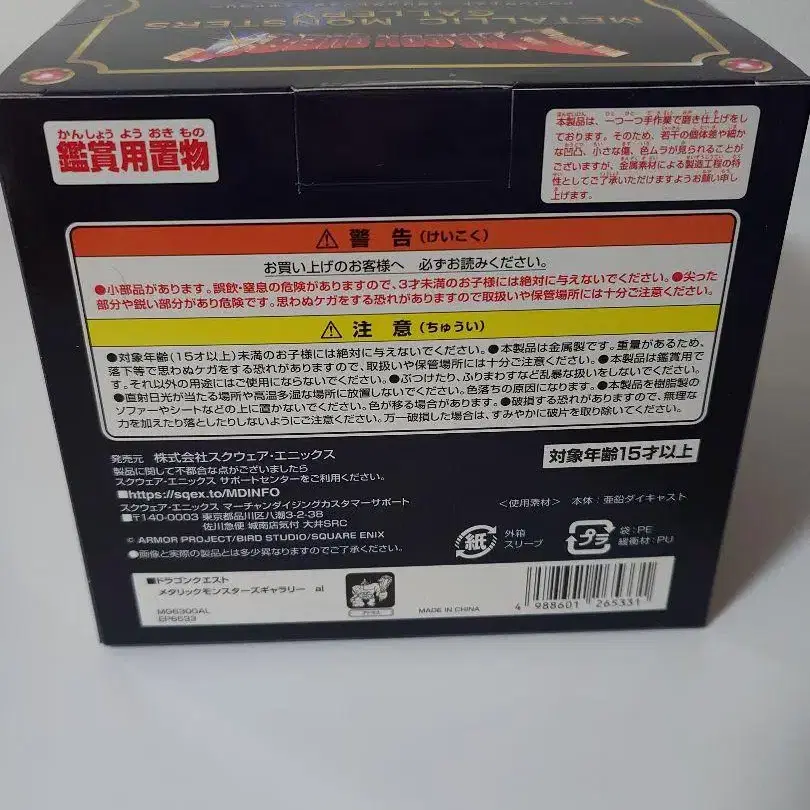 METALLIC MONSTERS
GALLERY
DRAGON QUEST
かんしょう よう おき もの
鑑賞用置物
本製品は、一つ一つ手作業で磨き仕上げをし
ております。そのため、若干の個体差や細か
な凹凸、小さな傷、色ムラが見られることが
ございますが、金属素材による製造工程の特
性としてご了承いただけますようお願い申し
上げます。
⚠ 警 告 (けいこく)
お買い上げのお客様へ 必ずお読みください。
●小部品があります。誤飲・窒息の危険がありますので、3才未満のお子様には絶対に与えないでください。●尖った
部分や鋭い部分があり危険です。思わぬケガをする恐れがありますので取扱いや保管場所には十分ご注意ください。
⚠ 注 意 (ちゅうい)
●対象年齢(15才以上)未満のお子様には絶対に与えないでください。●本製品は金属製です。重量があるため、
落下等で思わぬケガをする恐れがありますので、取扱いや保管場所には十分ご注意ください。●本製品は鑑賞用で
す。それ以外の用途にはご使用にならないでください。●ぶつけたり、ふりまわすなど乱暴な扱いをしないでください。
●直射日光が当たる場所や高温多湿な場所に放置しないでください。色落ちの原因になります。●本製品を樹脂製の
ソファーやシートなどの上に置かないでください。色が移る場合があります。●破損する恐れがありますので、無理な
力を加えたり落としたりしないようにご注意ください。万一破損した場合は、すみやかに破片を取り除いてください。
発売元 株式会社スクウェア・エニックス
製品に関して不都合な点がございましたら
スクウェア・エニックス サポートセンターをご利用ください。
■https://sqex.to/MDINFO
スクウェア・エニックス マーチャンダイジングカスタマーサポート
■〒140-0003 東京都品川区八潮3-2-38
佐川急便 城南店気付 大井SRC
© ARMOR PROJECT/BIRD STUDIO/SQUARE ENIX
●画像と実際の製品とは多少異なりますのでご了承ください。
対象年齢15才以上
<使用素材> 本体：亜鉛ダイキャスト
紙
外箱
スリーブ
プラ
袋：PE
緩衝材：PU
■ドラゴンクエスト
メタリックモンスターズギャラリー al
MG6300AL
EP6633
MADE IN CHINA
4 988601 265331